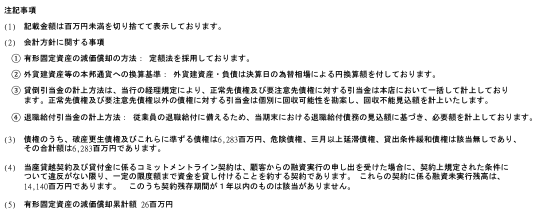 注記事項
(1) 記載金額は百万円未満を切り捨てて表示しております。
(2) 会計方針に関する事項
① 有形固定資産の減価償却の方法： 定額法を採用しております。
② 外貨建資産等の本邦通貨への換算基準： 外貨建資産・負債は決算日の為替相場による円換算額を付しております。
③ 貸倒引当金の計上方法は、当行の経理規定により、正常先債権及び要注意先債権に対する引当金は本店において一括して計上しており
ます。正常先債権及び要注意先債権以外の債権に対する引当金は個別に回収可能性を勘案し、回収不能見込額を計上いたします。
④ 退職給付引当金の計上方法： 従業員の退職給付に備えるため、当期末における退職給付債務の見込額に基づき、必要額を計上しております。
(3) 債権のうち、破産更生債権及びこれらに準ずる債権は6,283百万円、危険債権、三月以上延滞債権、貸出条件緩和債権は該当無しであり、
その合計額は6,283百万円であります。
(4) 当座貸越契約及び貸付金に係るコミットメントライン契約は、顧客からの融資実行の申し出を受けた場合に、契約上規定された条件に
ついて違反がない限り、一定の限度額まで資金を貸し付けることを約する契約であります。 これらの契約に係る融資未実行残高は、
14,140百万円であります。 このうち契約残存期間が１年以内のものは該当がありません。
(5) 有形固定資産の減価償却累計額 26百万円